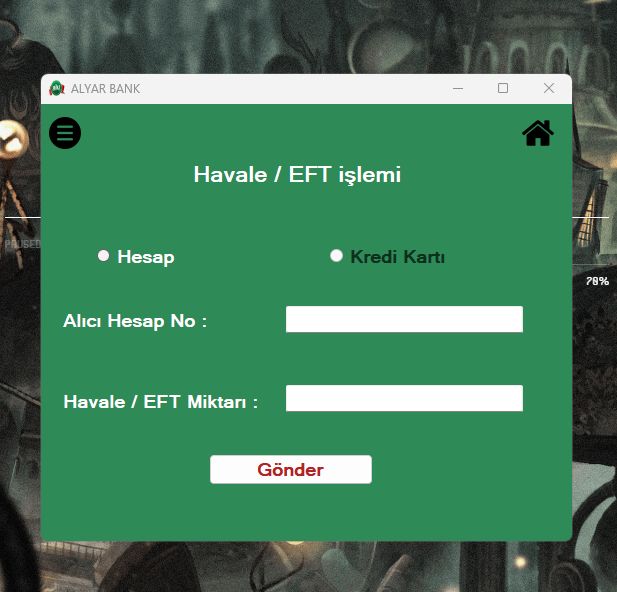 ALYAR BANK
Havale / EFT işlemi
Hesap
Kredi Kartı
PAUSED
Alıcı Hesap No :
70%
Havale / EFT Miktarı :
Gönder